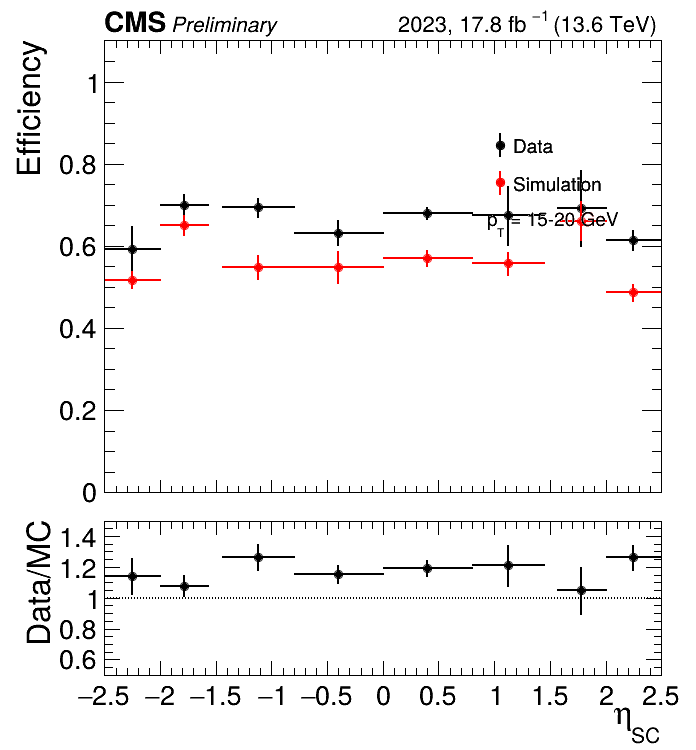 CMS Preliminary 2023, 17.8 fb⁻¹ (13.6 TeV)
Efficiency
1
0.8
0.6
0.4
0.2
0
Data
Simulation
p_T = 15-20 GeV
Data/MC
1.4
1.2
1
0.8
0.6
−2.5 −2 −1.5 −1 −0.5 0 0.5 1 1.5 2 2.5
η_SC